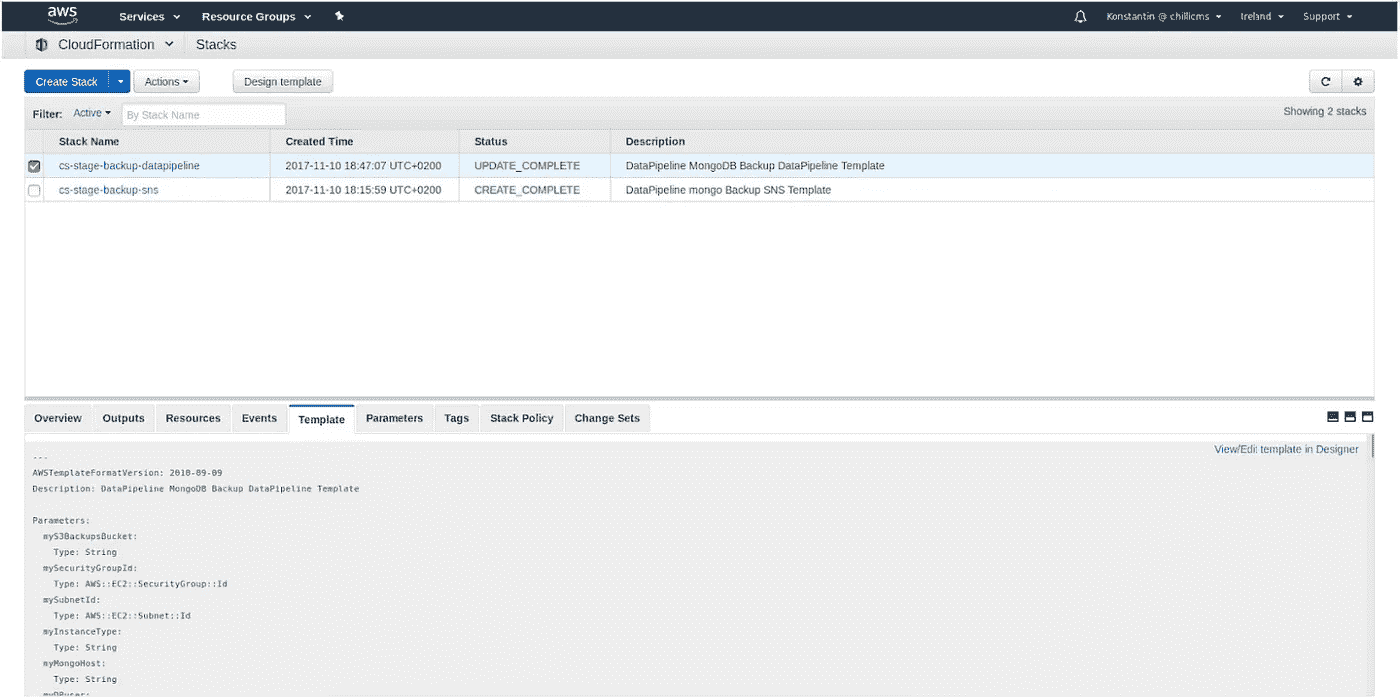 aws Services Resource Groups Konstantin @ chillicms Ireland Support
CloudFormation Stacks
Create Stack Actions Design template
Filter: Active By Stack Name Showing 2 stacks
Stack Name Created Time Status Description
cs-stage-backup-datapipeline 2017-11-10 18:47:07 UTC+0200 UPDATE_COMPLETE DataPipeline MongoDB Backup DataPipeline Template
cs-stage-backup-sns 2017-11-10 18:15:59 UTC+0200 CREATE_COMPLETE DataPipeline mongo Backup SNS Template
Overview Outputs Resources Events Template Parameters Tags Stack Policy Change Sets
View/Edit template in Designer
---
AWSTemplateFormatVersion: 2010-09-09
Description: DataPipeline MongoDB Backup DataPipeline Template
Parameters:
myS3BackupsBucket:
Type: String
mySecurityGroupId:
Type: AWS::EC2::SecurityGroup::Id
mySubnetId:
Type: AWS::EC2::Subnet::Id
myInstanceType:
Type: String
myMongoHost:
Type: String